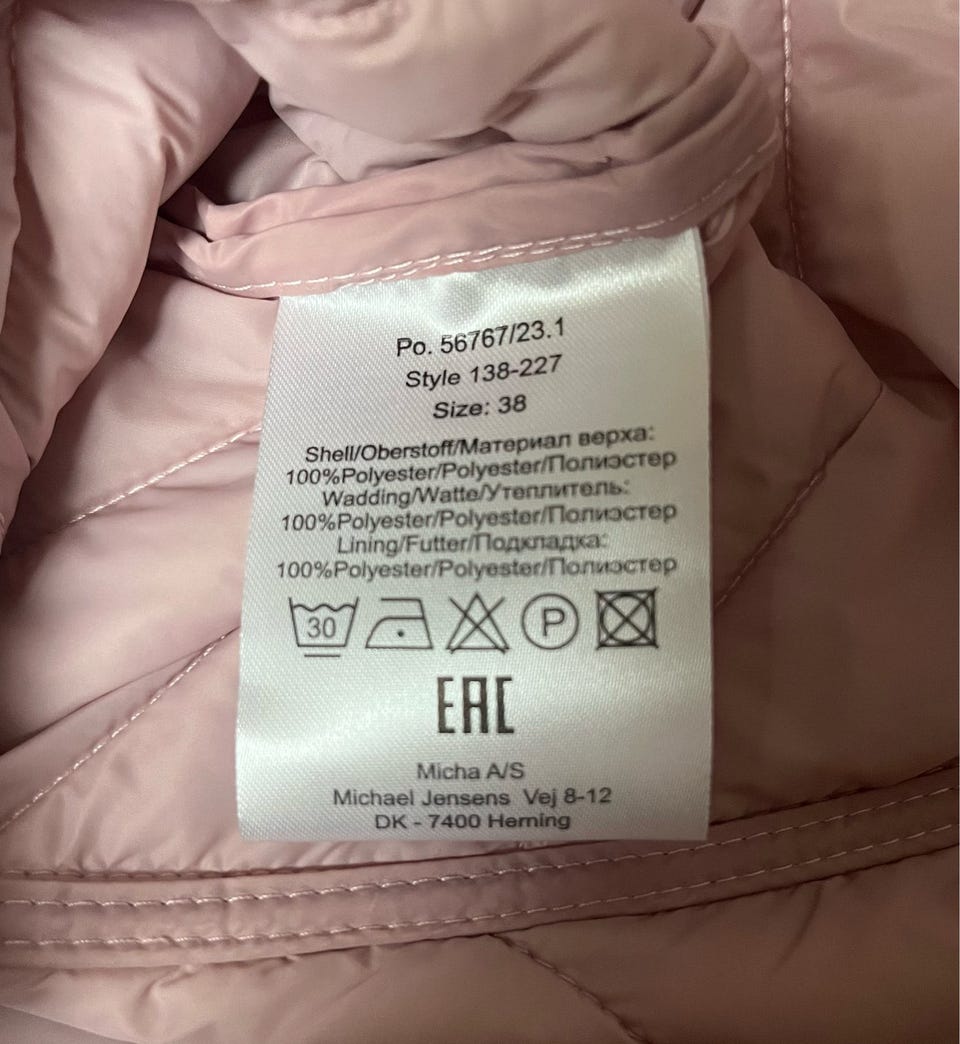 Po. 56767/23.1
Style 138-227
Size: 38
Shell/Oberstoff/Материал верха:
100%Polyester/Polyester/Полиэстер
Wadding/Watte/Утеплитель:
100%Polyester/Polyester/Полиэстер
Lining/Futter/Подкладка:
100%Polyester/Polyester/Полиэстер
30 P
EAC
Micha A/S
Michael Jensens Vej 8-12
DK - 7400 Herning